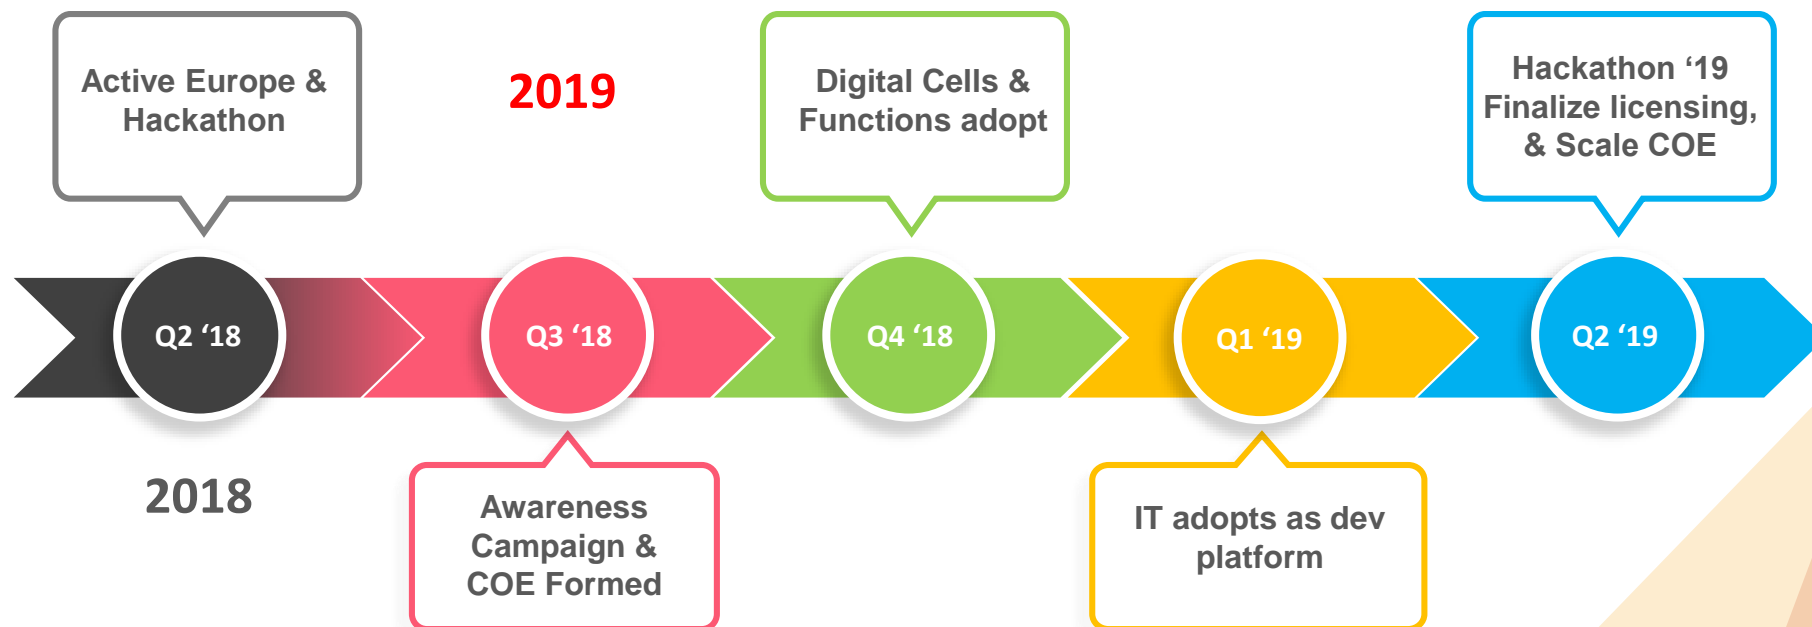 Active Europe &
Hackathon
2019
Digital Cells &
Functions adopt
Hackathon ‘19
Finalize licensing,
& Scale COE
Q2 ‘18
Q3 ‘18
Q4 ‘18
Q1 ‘19
Q2 ‘19
2018
Awareness
Campaign &
COE Formed
IT adopts as dev
platform